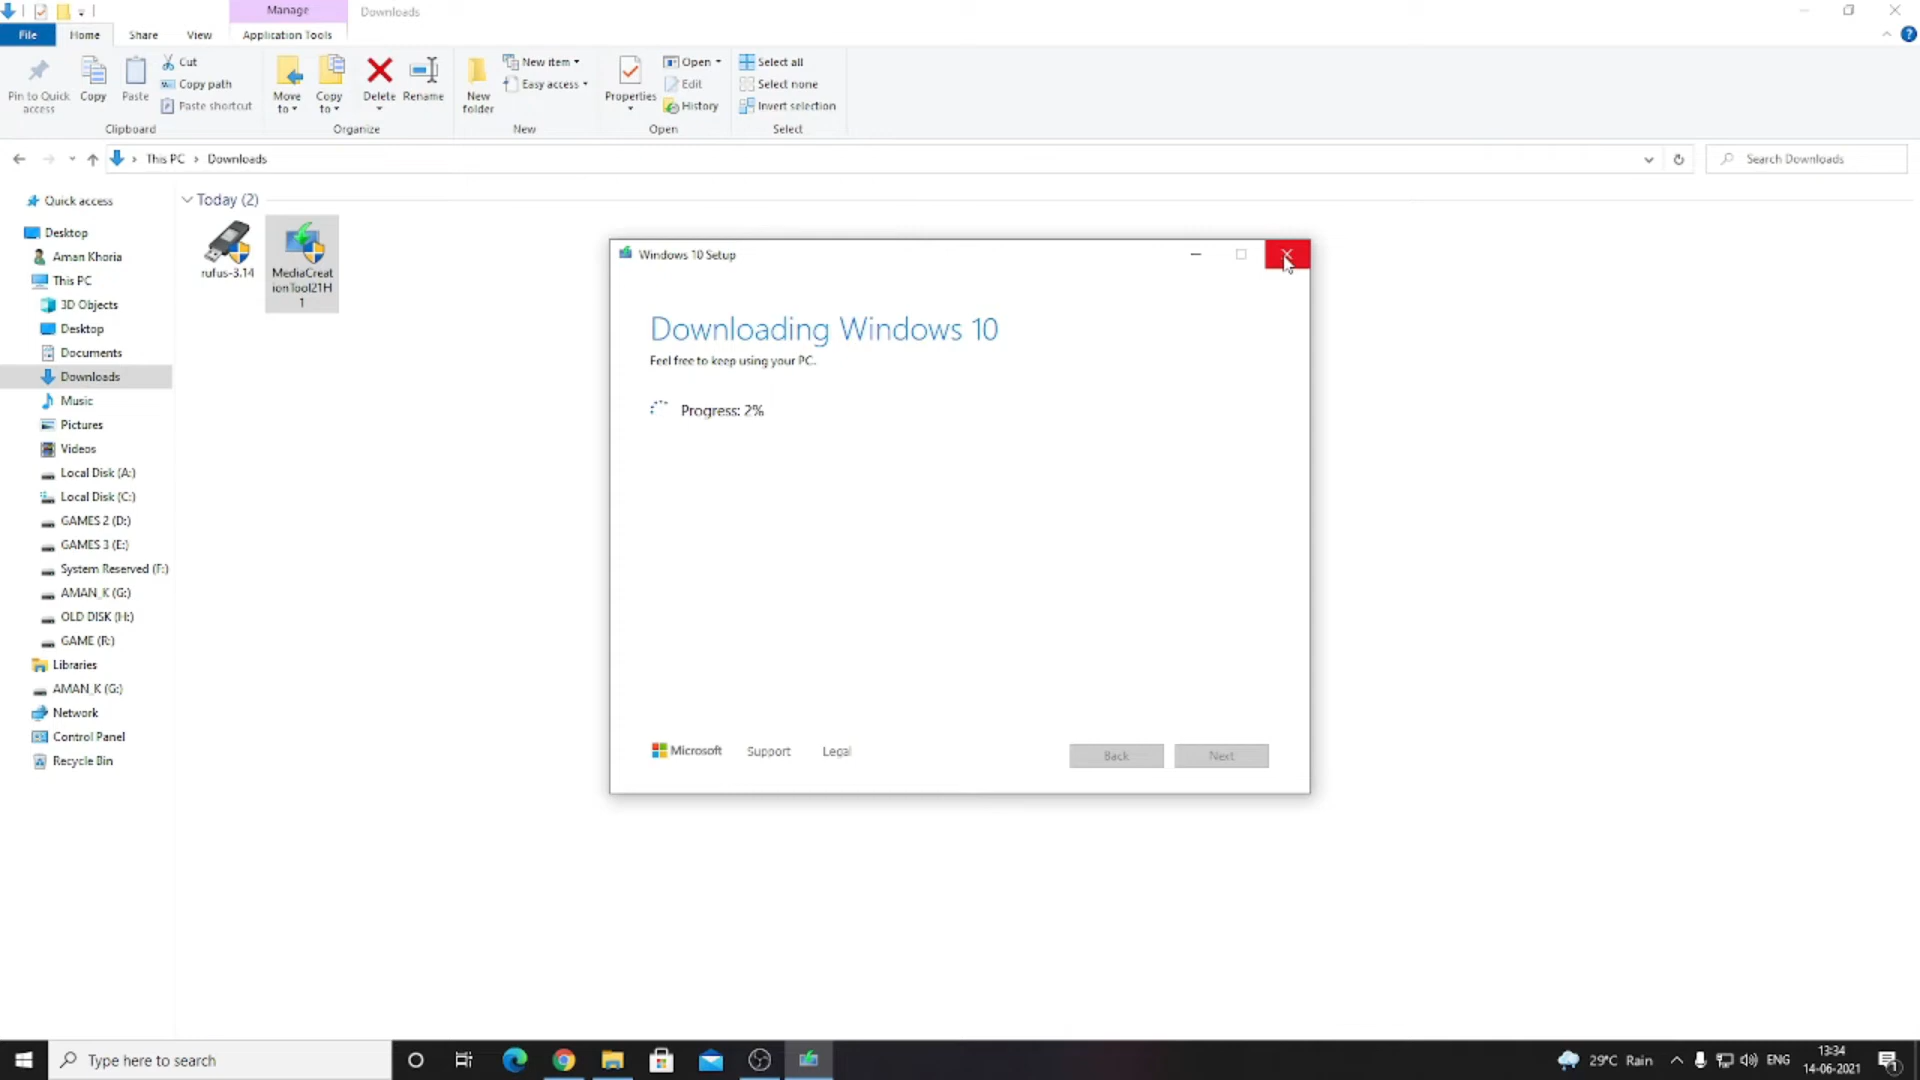 Manage
Downloads
File
Home
Share
View
Application Tools
Pin to Quick
access
Copy
Paste
Cut
Copy path
Paste shortcut
Clipboard
Move
to
Copy
to
Delete
Rename
Organize
New
folder
New item
Easy access
New
Properties
Open
Edit
History
Open
Select all
Select none
Invert selection
Select
This PC
Downloads
Search Downloads
Quick access
Desktop
Aman Khoria
This PC
3D Objects
Desktop
Documents
Downloads
Music
Pictures
Videos
Local Disk (A:)
Local Disk (C:)
GAMES 2 (D:)
GAMES 3 (E:)
System Reserved (F:)
AMAN_K (G:)
OLD DISK (H:)
GAME (R:)
Libraries
AMAN_K (G:)
Network
Control Panel
Recycle Bin
Today (2)
rufus-3.14
MediaCreat
ionTool21H
1
Windows 10 Setup
Downloading Windows 10
Feel free to keep using your PC.
Progress: 2%
Microsoft
Support
Legal
Back
Next
Type here to search
29°C Rain
ENG
13:34
14-06-2021
1